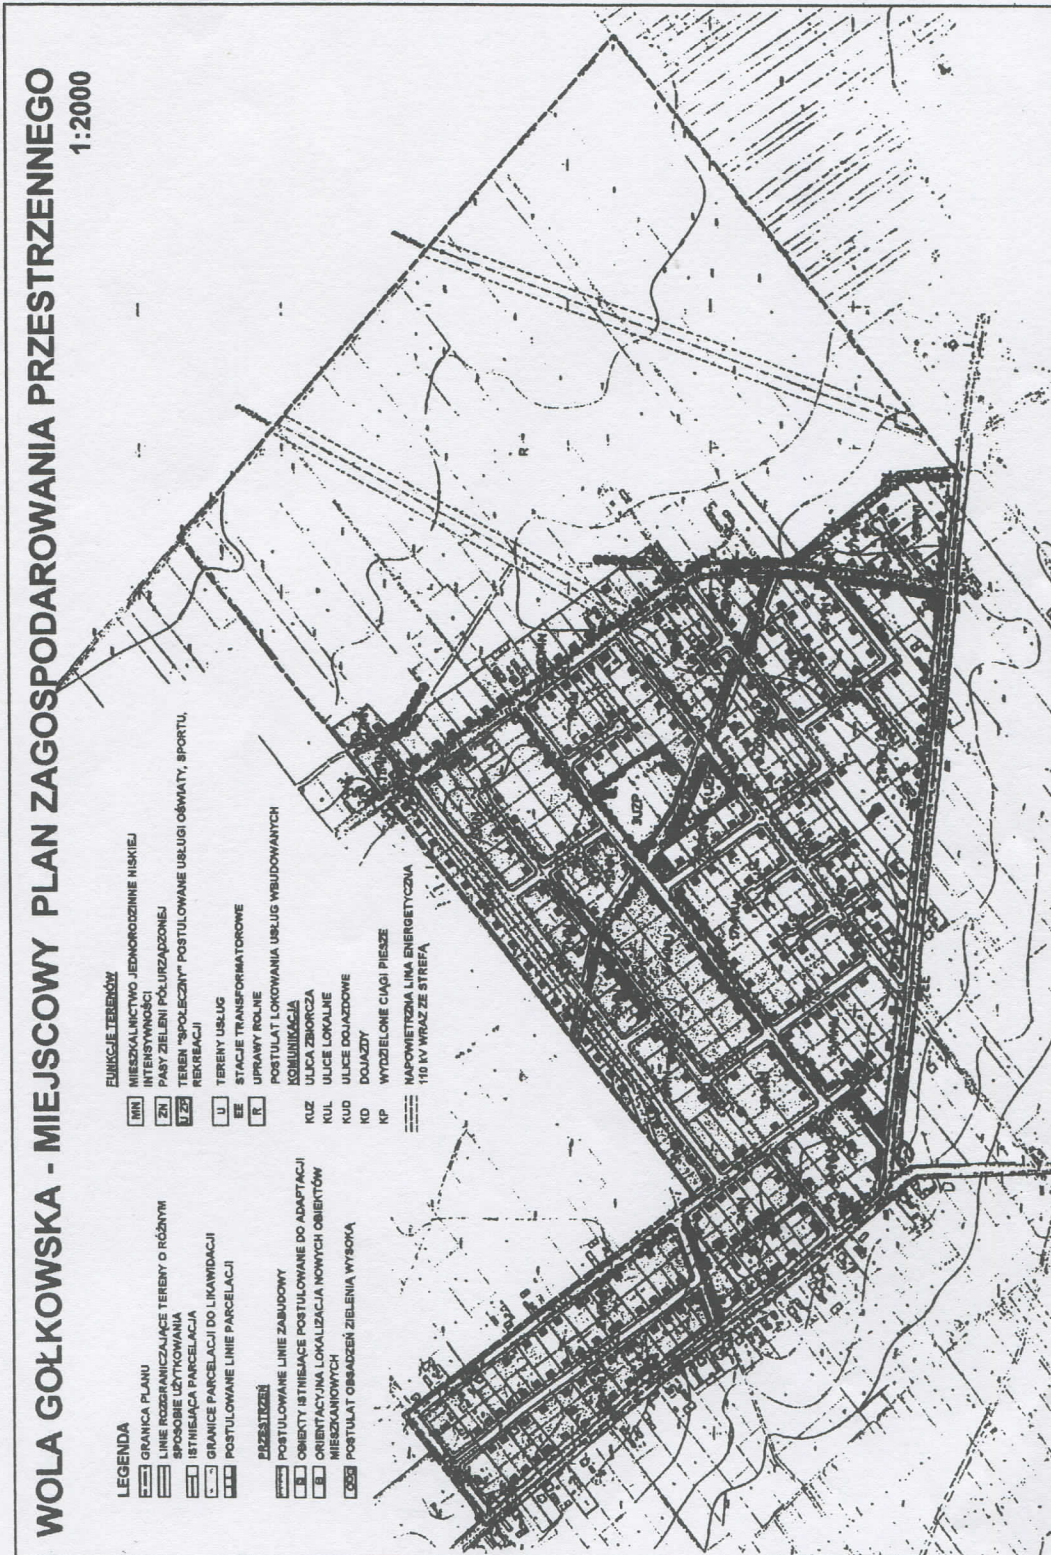 WOLA GOŁKOWSKA - MIEJSCOWY PLAN ZAGOSPODAROWANIA PRZESTRZENNEGO
1:2000
LEGENDA
GRANICA PLANU
LINIE ROZGRANICZAJĄCE TERENY O RÓŻNYM
SPOSOBIE UŻYTKOWANIA
ISTNIEJĄCA PARCELACJA
GRANICE PARCELACJI DO LIKAWIDACJI
POSTULOWANE LINIE PARCELACJI
PRZESTRZEŃ
POSTULOWANE LINIE ZABUDOWY
OBIEKTY ISTNIEJĄCE POSTULOWANE DO ADAPTACJI
ORIENTACYJNA LOKALIZACJA NOWYCH OBIEKTÓW
MIESZKANIOWYCH
POSTULAT OBSADZEŃ ZIELENIĄ WYSOKĄ
FUNKCJE TERENÓW
MN MIESZKALNICTWO JEDNORODZINNE NISKIEJ
INTENSYWNOŚCI
ZN PASY ZIELENI PÓŁURZĄDZONEJ
UZP TEREN "SPOŁECZNY" POSTULOWANE USŁUGI OŚWIATY, SPORTU,
REKREACJI
U TERENY USŁUG
EE STACJE TRANSFORMATOROWE
R UPRAWY ROLNE
POSTULAT LOKOWANIA USŁUG WBUDOWANYCH
KOMUNIKACJA
KUZ ULICA ZBIORCZA
KUL ULICE LOKALNE
KUD ULICE DOJAZDOWE
KD DOJAZDY
KP WYDZIELONE CIĄGI PIESZE
NAPOWIETRZNA LINIA ENERGETYCZNA
110 kV WRAZ ZE STREFĄ
R
EE